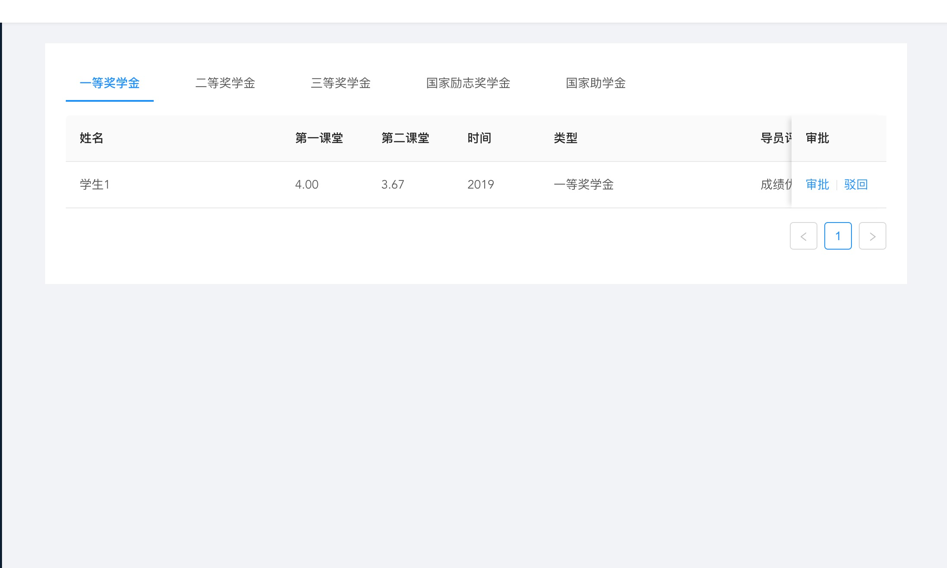 一等奖学金 二等奖学金 三等奖学金 国家励志奖学金 国家助学金
姓名 第一课堂 第二课堂 时间 类型 导员 审批
学生1 4.00 3.67 2019 一等奖学金 成绩 审批 驳回
< 1 >